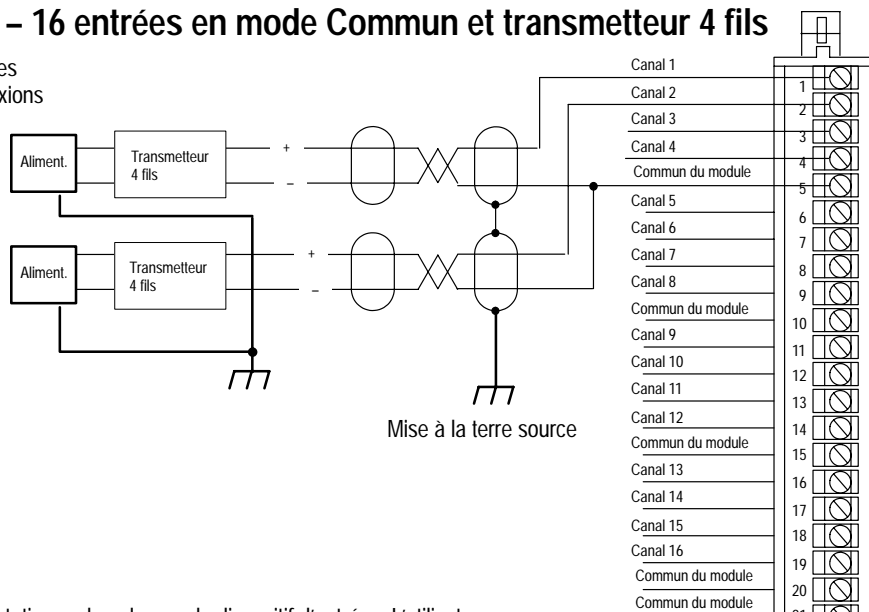 – 16 entrées en mode Commun et transmetteur 4 fils
Aliment.
Transmetteur
4 fils
+
–
Aliment.
Transmetteur
4 fils
+
–
Mise à la terre source
Canal 1
1
Canal 2
2
Canal 3
3
Canal 4
4
Commun du module
5
Canal 5
6
Canal 6
7
Canal 7
8
Canal 8
9
Commun du module
10
Canal 9
11
Canal 10
12
Canal 11
13
Canal 12
14
Commun du module
15
Canal 13
16
Canal 14
17
Canal 15
18
Canal 16
19
Commun du module
20
Commun du module